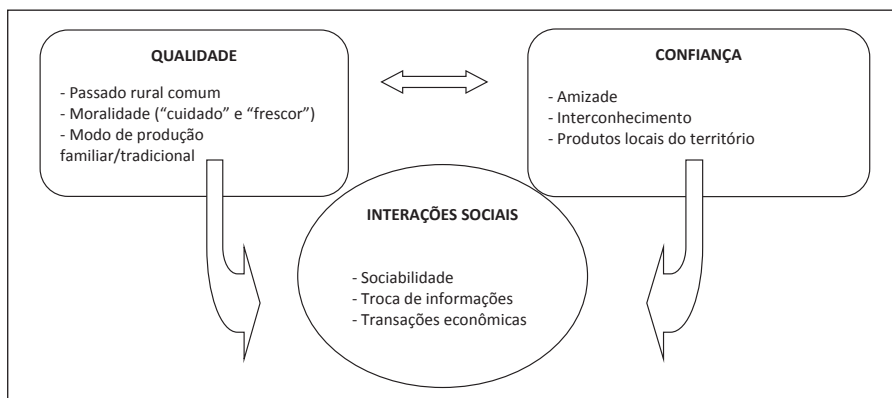 QUALIDADE
- Passado rural comum
- Moralidade (“cuidado” e “frescor”)
- Modo de produção
familiar/tradicional
CONFIANÇA
- Amizade
- Interconhecimento
- Produtos locais do território
INTERAÇÕES SOCIAIS
- Sociabilidade
- Troca de informações
- Transações econômicas